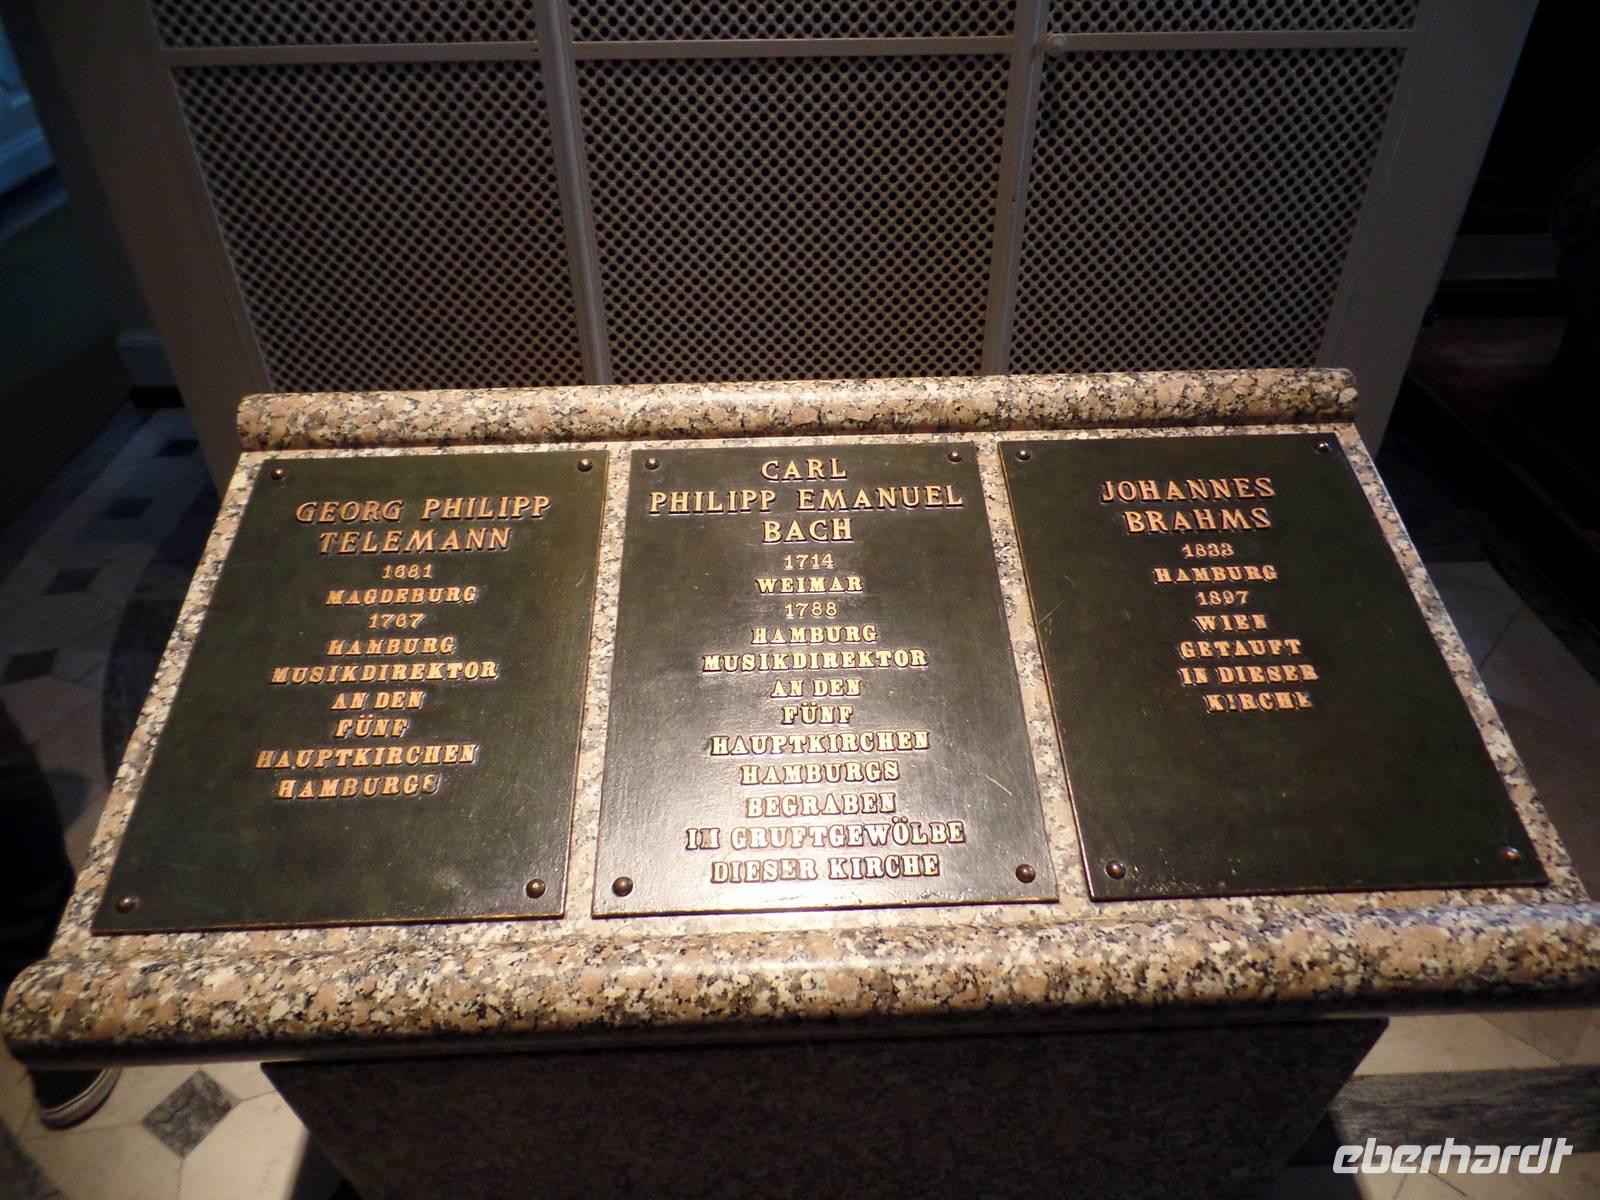 GEORG PHILIPP
TELEMANN
1681
MAGDEBURG
1767
HAMBURG
MUSIKDIREKTOR
AN DEN
FÜNF
HAUPTKIRCHEN
HAMBURGS
CARL
PHILIPP EMANUEL
BACH
1714
WEIMAR
1788
HAMBURG
MUSIKDIREKTOR
AN DEN
FÜNF
HAUPTKIRCHEN
HAMBURGS
BEGRABEN
IM GRUFTGEWÖLBE
DIESER KIRCHE
JOHANNES
BRAHMS
1833
HAMBURG
1897
WIEN
GETAUFT
IN DIESER
KIRCHE
eberhardt